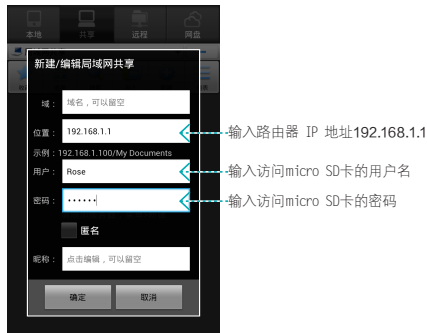 本地 共享 远程 网盘
新建/编辑局域网共享
域： 域名，可以留空
位置： 192.168.1.1 输入路由器 IP 地址192.168.1.1
示例：192.168.1.100/My Documents
用户： Rose 输入访问micro SD卡的用户名
密码： •••••• 输入访问micro SD卡的密码
匿名
昵称： 点击编辑，可以留空
确定 取消